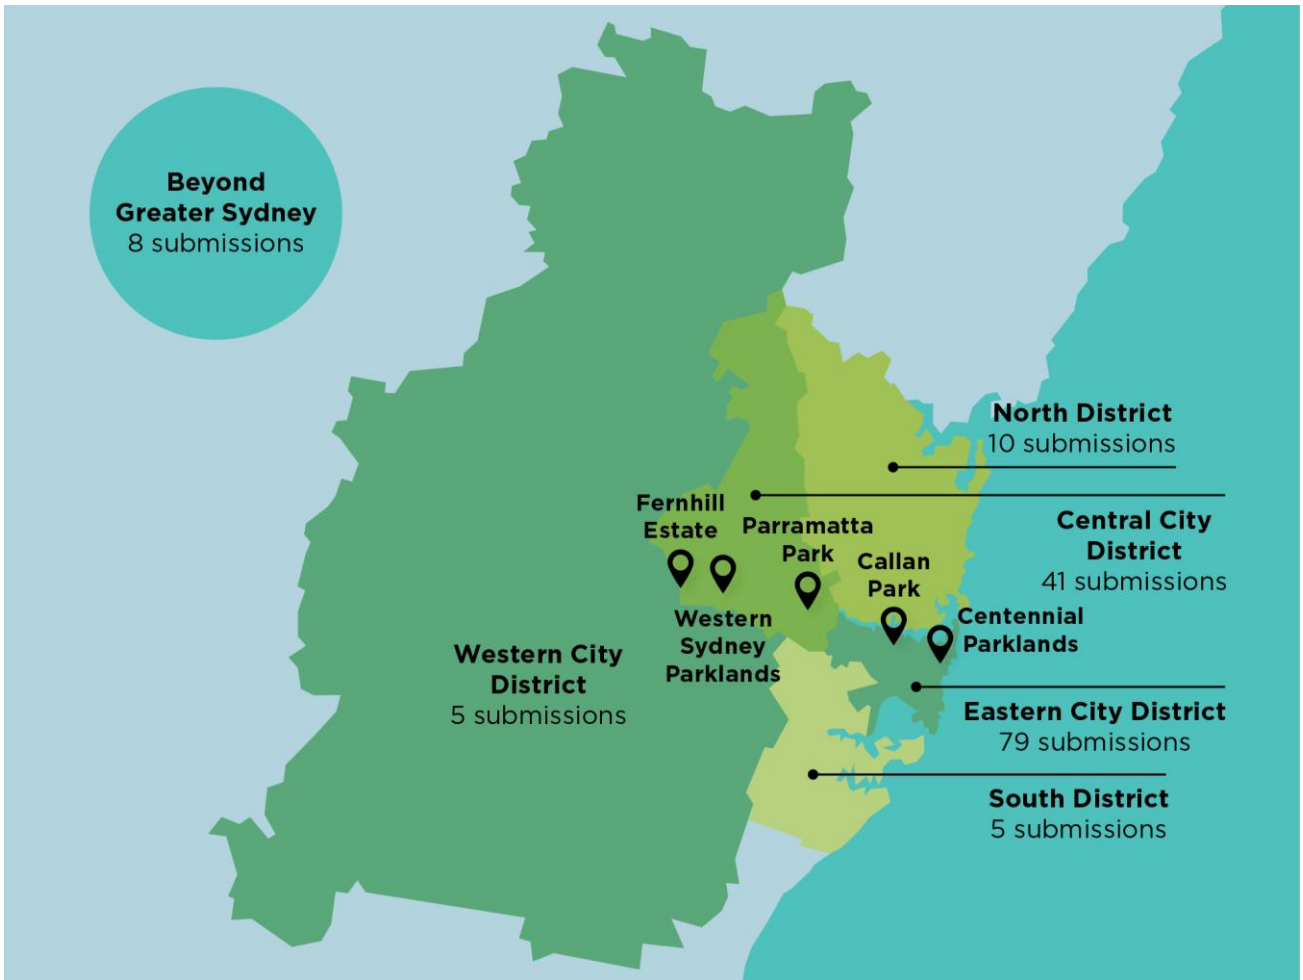 Beyond
Greater Sydney
8 submissions
North District
10 submissions
Fernhill
Estate
Parramatta
Park
Central City
District
41 submissions
Callan
Park
Western
Sydney
Parklands
Centennial
Parklands
Western City
District
5 submissions
Eastern City District
79 submissions
South District
5 submissions